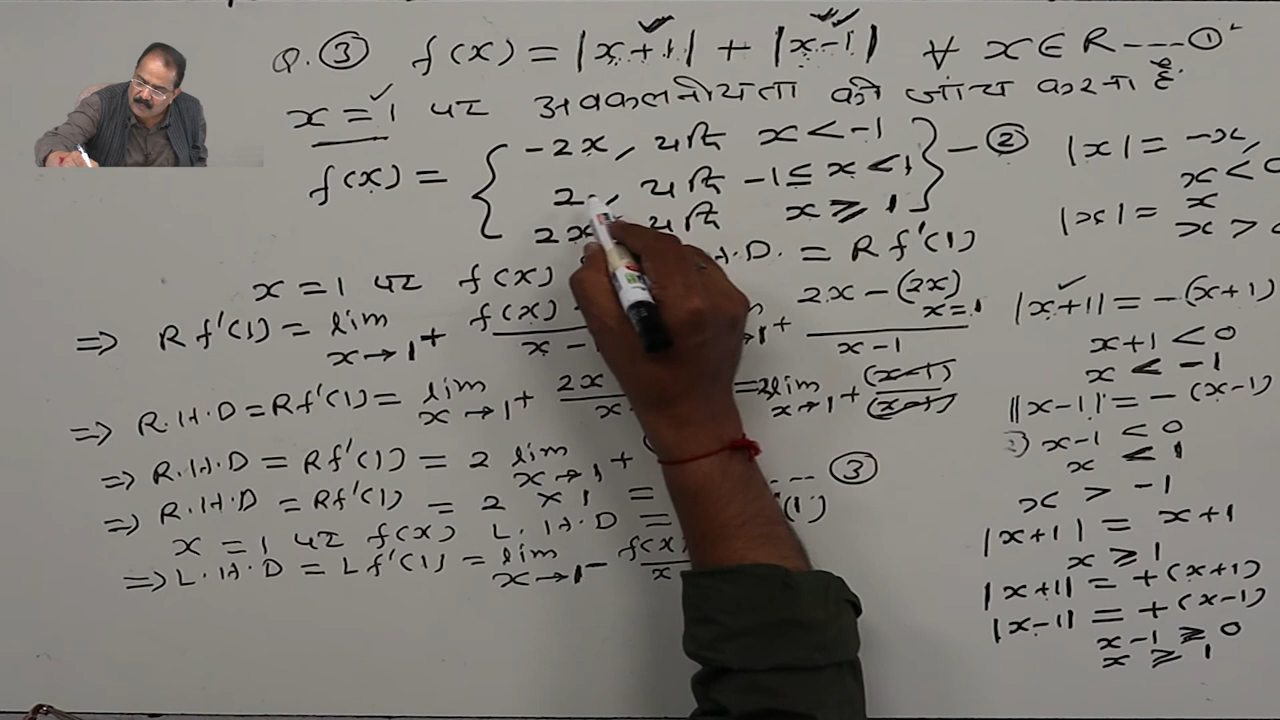 Q. ③ f(x) = |x+1| + |x-1| ∀ x∈R ---- ①
x = 1 पर अवकलनीयता की जांच करना है.
f(x) = { -2x, यदि x < -1
2, यदि -1 ≤ x < 1
2x यदि x ≥ 1 } - ②
x = 1 पर f(x) H.D. = R f'(1)
⇒ R f'(1) = lim x→1+ f(x) / x - 1 x→1+ 2x - (2x) x=1 / x-1
⇒ R.H.D = Rf'(1) = lim x→1+ 2x = 2 lim x→1+ (x-1) / (x-1)
⇒ R.H.D = Rf'(1) = 2 lim x→1+
⇒ R.H.D = Rf'(1) = 2 × 1 = --- ③
x = 1 पर f(x) L.H.D = (1)
⇒ L.H.D = L f'(1) = lim x→1- f(x) / x
|x| = -x,
x < 0
|x| = x
x >
|x+1| = -(x+1)
x+1 < 0
x < -1
|x-1| = -(x-1)
x-1 < 0
x < 1
x > -1
|x+1| = x+1
x ≥ 1
|x+1| = +(x+1)
|x-1| = +(x-1)
x-1 ≥ 0
x ≥ 1